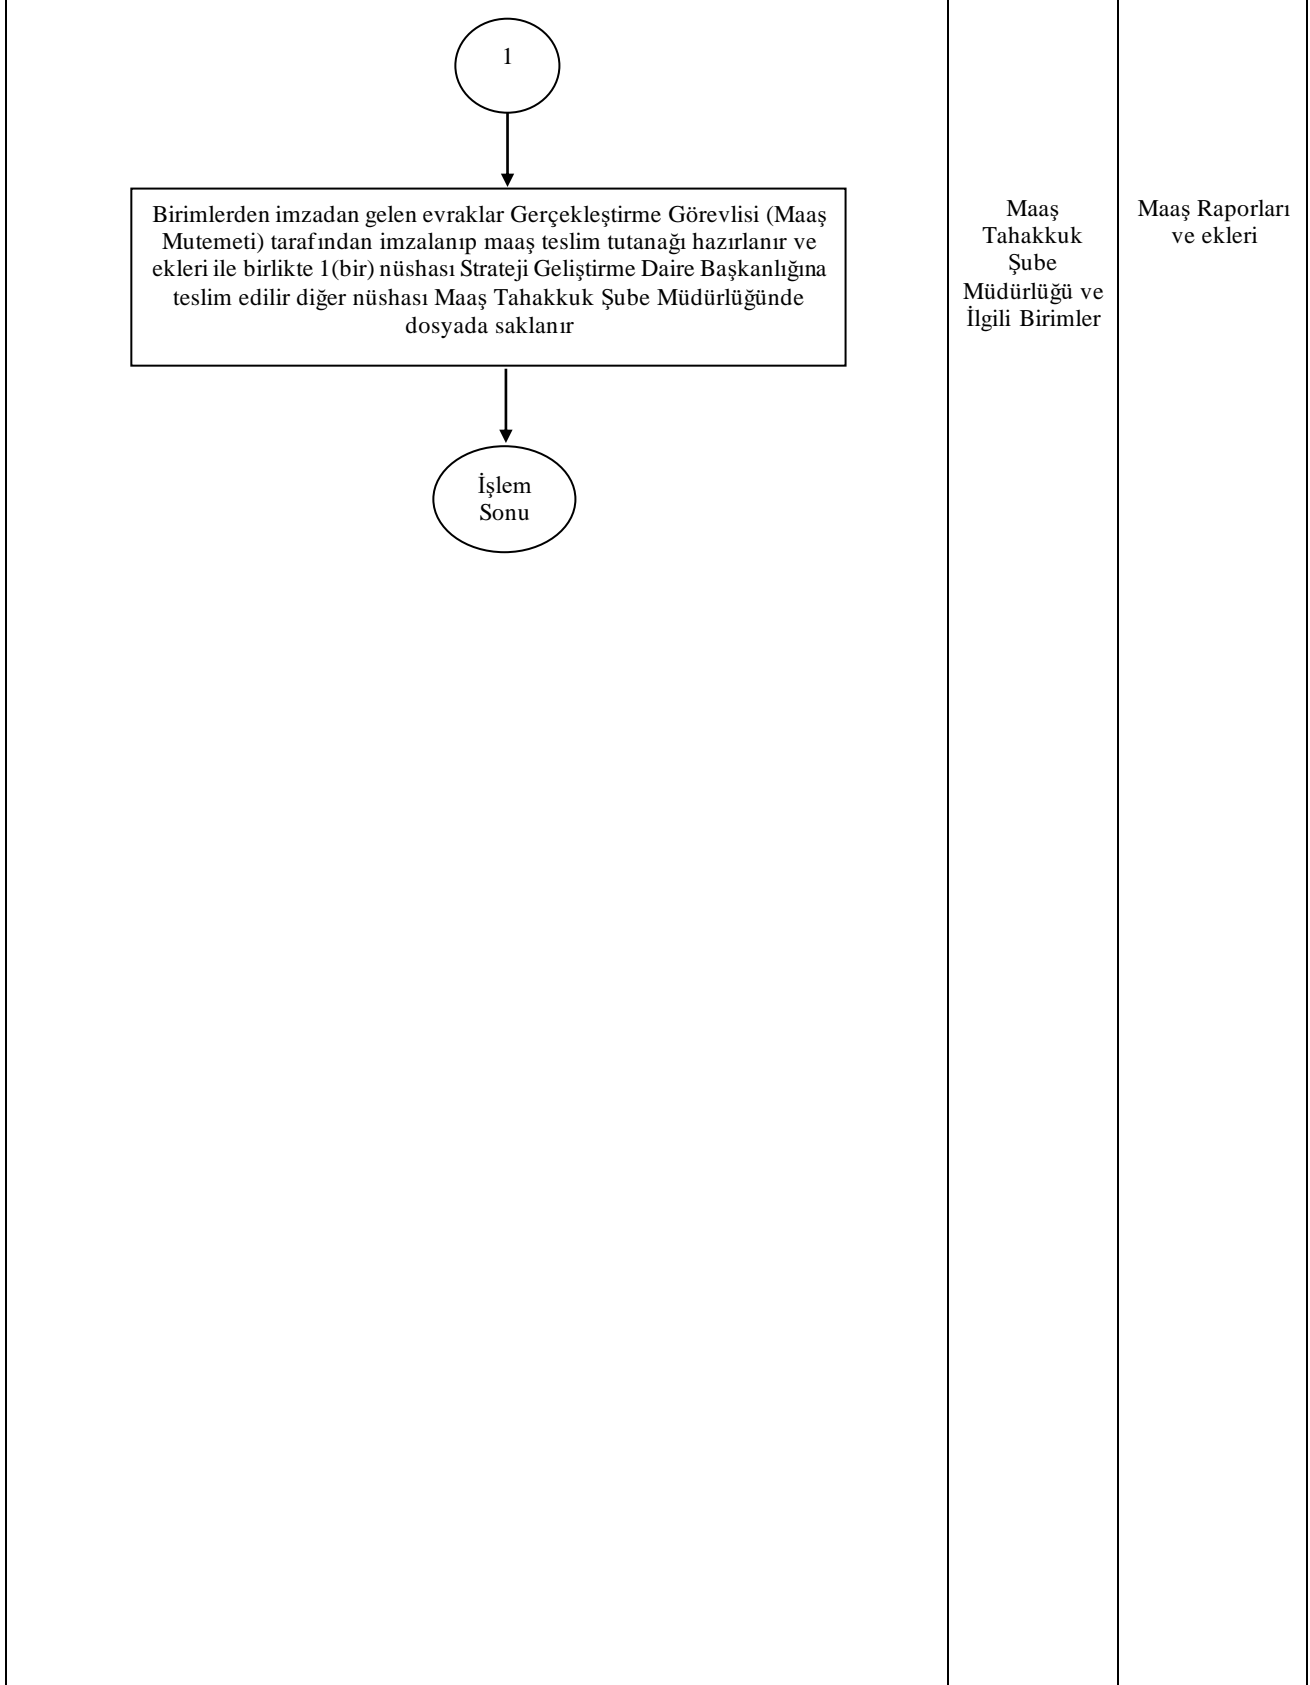 1
Birimlerden imzadan gelen evraklar Gerçekleştirme Görevlisi (Maaş
Mutemeti) tarafından imzalanıp maaş teslim tutanağı hazırlanır ve
ekleri ile birlikte 1(bir) nüshası Strateji Geliştirme Daire Başkanlığına
teslim edilir diğer nüshası Maaş Tahakkuk Şube Müdürlüğünde
dosyada saklanır
İşlem
Sonu
Maaş
Tahakkuk
Şube
Müdürlüğü ve
İlgili Birimler
Maaş Raporları
ve ekleri